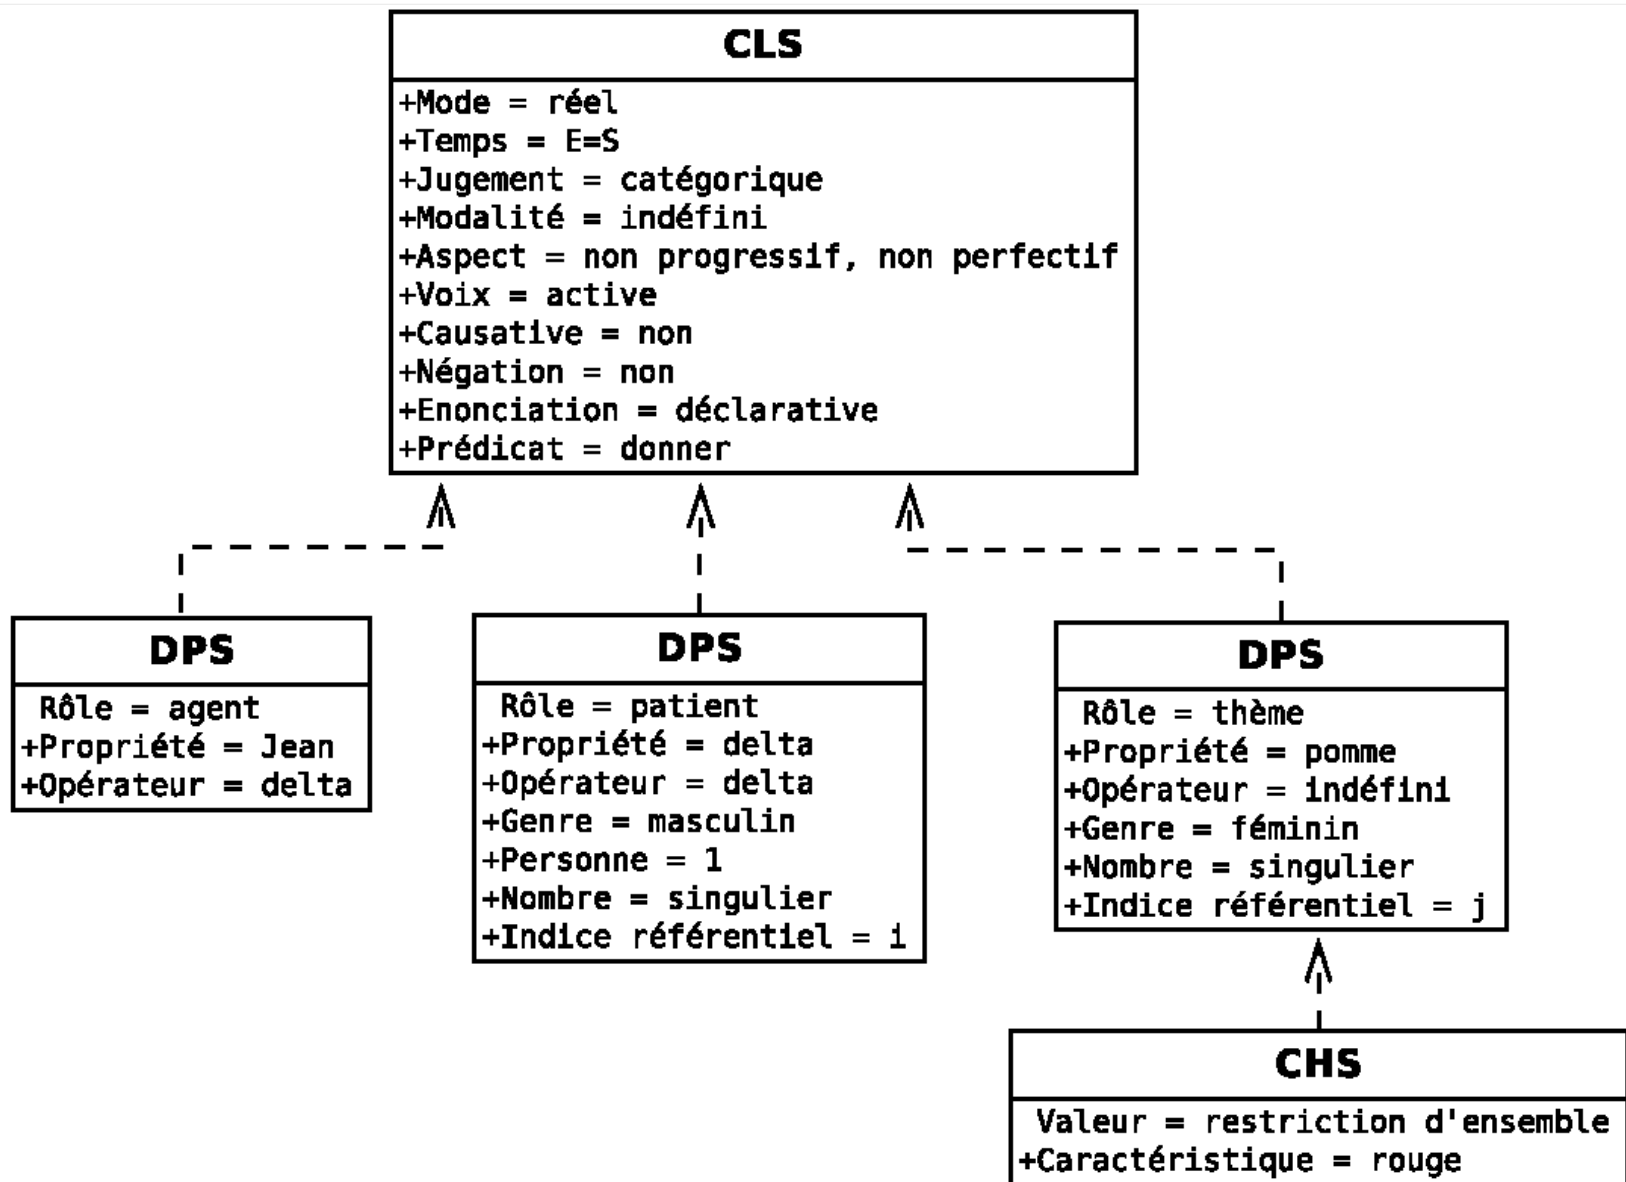 CLS
+Mode = réel
+Temps = E=S
+Jugement = catégorique
+Modalité = indéfini
+Aspect = non progressif, non perfectif
+Voix = active
+Causative = non
+Négation = non
+Enonciation = déclarative
+Prédicat = donner
DPS
Rôle = agent
+Propriété = Jean
+Opérateur = delta
DPS
Rôle = patient
+Propriété = delta
+Opérateur = delta
+Genre = masculin
+Personne = 1
+Nombre = singulier
+Indice référentiel = i
DPS
Rôle = thème
+Propriété = pomme
+Opérateur = indéfini
+Genre = féminin
+Nombre = singulier
+Indice référentiel = j
CHS
Valeur = restriction d'ensemble
+Caractéristique = rouge